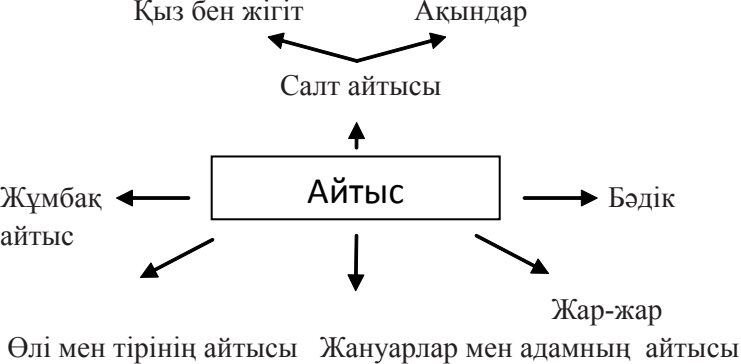 Қыз бен жігіт Ақындар
Салт айтысы
Айтыс
Жұмбақ
айтыс
Бәдік
Жар-жар
Өлі мен тірінің айтысы Жануарлар мен адамның айтысы